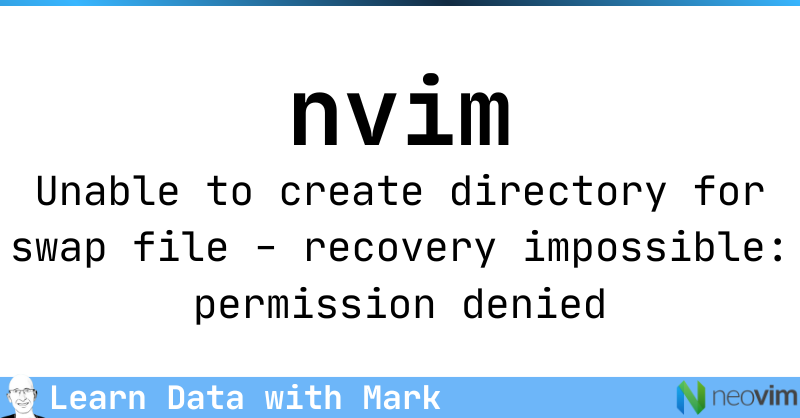 nvim
Unable to create directory for
swap file - recovery impossible:
permission denied
Learn Data with Mark
neovim